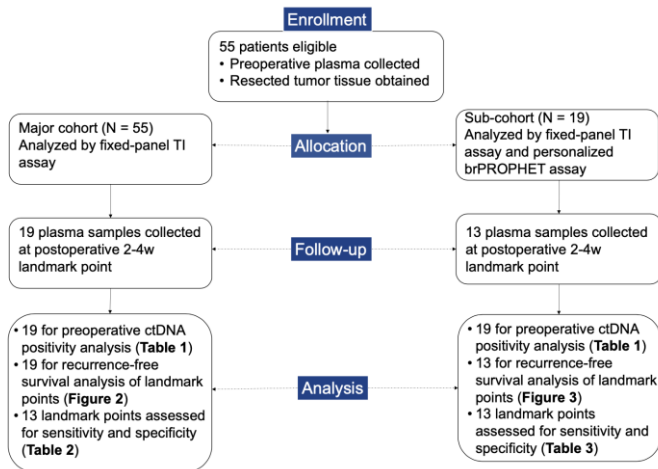 Enrollment
55 patients eligible
• Preoperative plasma collected
• Resected tumor tissue obtained
Major cohort (N = 55)
Analyzed by fixed-panel TI
assay
Allocation
Sub-cohort (N = 19)
Analyzed by fixed-panel TI
assay and personalized
brPROPHET assay
19 plasma samples collected
at postoperative 2-4w
landmark point
Follow-up
13 plasma samples collected
at postoperative 2-4w
landmark point
• 19 for preoperative ctDNA
positivity analysis (Table 1)
• 19 for recurrence-free
survival analysis of landmark
points (Figure 2)
• 13 landmark points assessed
for sensitivity and specificity
(Table 2)
Analysis
• 19 for preoperative ctDNA
positivity analysis (Table 1)
• 13 for recurrence-free
survival analysis of landmark
points (Figure 3)
• 13 landmark points
assessed for sensitivity and
specificity (Table 3)